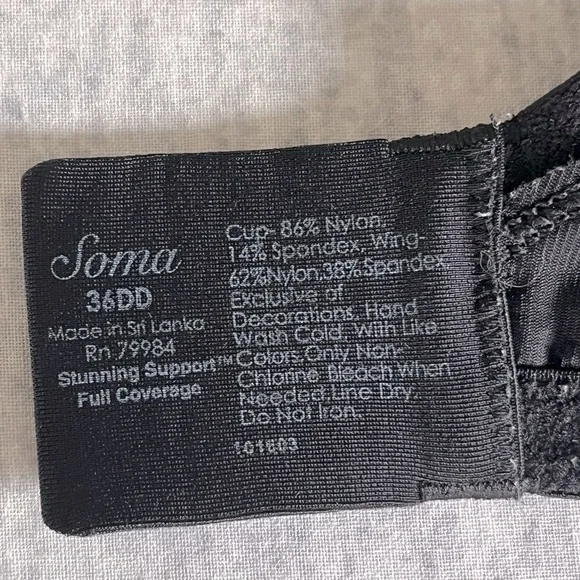 Soma
36DD
Made in Sri Lanka
Rn 79984
Stunning Support™
Full Coverage
Cup- 86% Nylon,
14% Spandex, Wing-
62%Nylon,38%Spandex,
Exclusive of
Decorations, Hand
Wash Cold, With Like
Colors, Only Non-
Chlorine, Bleach When
Needed, Line Dry,
Do Not Iron.
101603